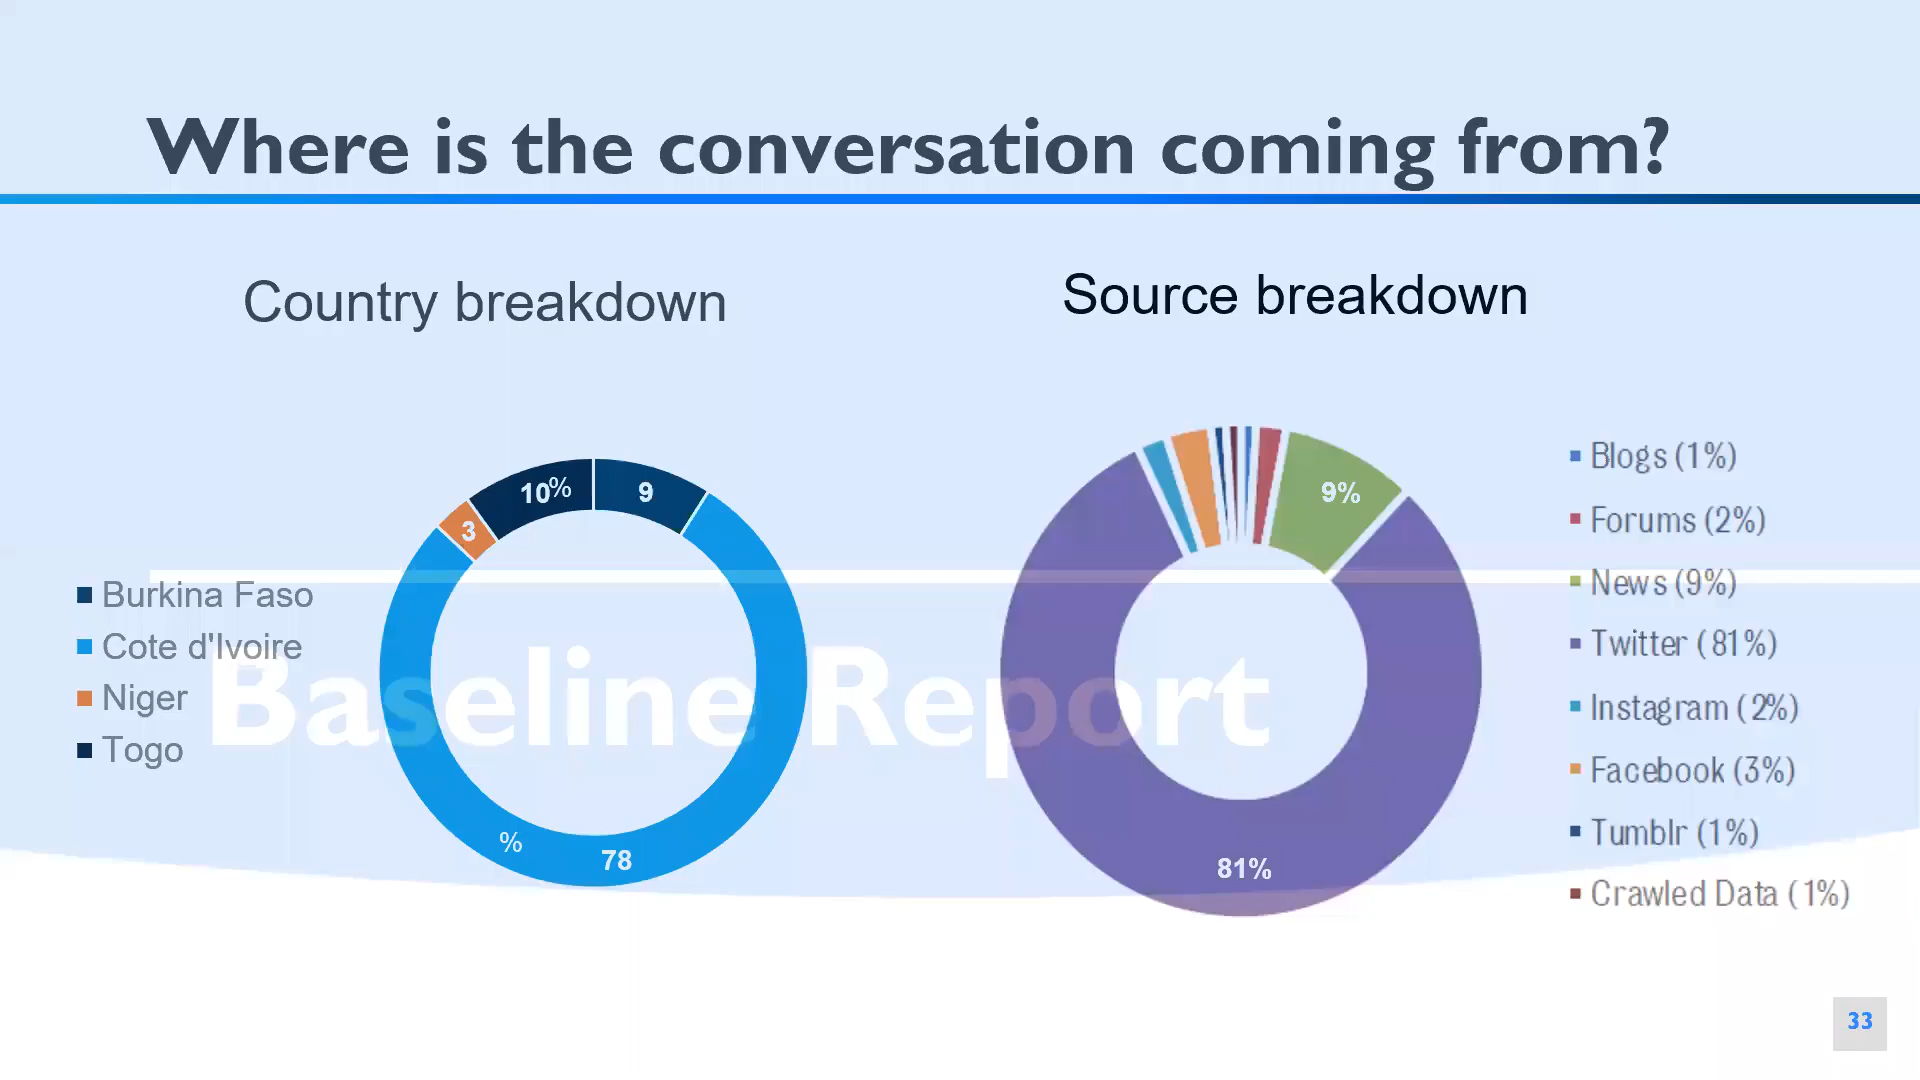 Where is the conversation coming from?
Country breakdown
Burkina Faso
Cote d'Ivoire
Niger
Togo
10%
9
3
%
78
Source breakdown
9%
81%
Blogs (1%)
Forums (2%)
News (9%)
Twitter (81%)
Instagram (2%)
Facebook (3%)
Tumblr (1%)
Crawled Data (1%)
Baseline Report
33